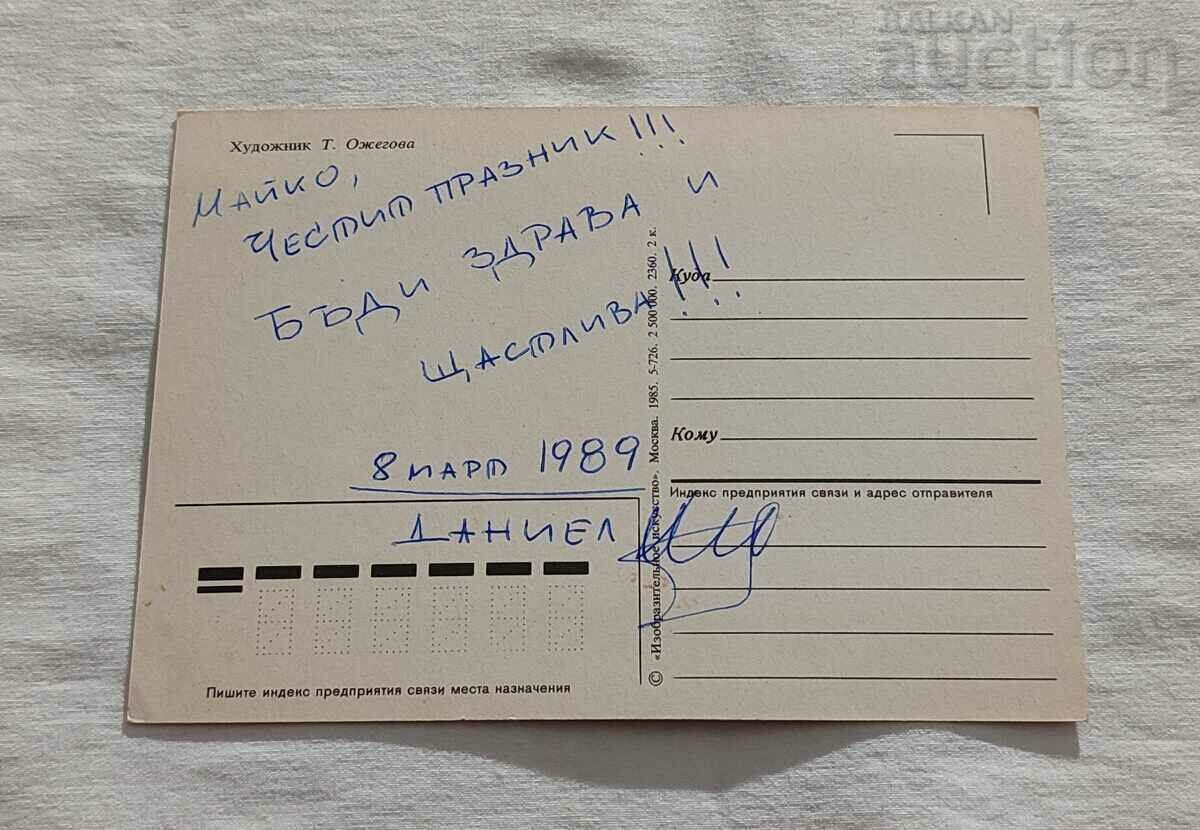 BALKAN
auction
Художник Т. Ожегова
МАЙКО,
ЧЕСТИТ ПРАЗНИК!!!
БЪДИ ЗДРАВА И
ЩАСТЛИВА!!!
8 МАРТ 1989
ДАНИЕЛ
Пишите индекс предприятия связи места назначения
© «Изобразительное искусство». Москва. 1985. 5-726. 2 500 000. 2360. 2 к.
Куда
Кому
Индекс предприятия связи и адрес отправителя